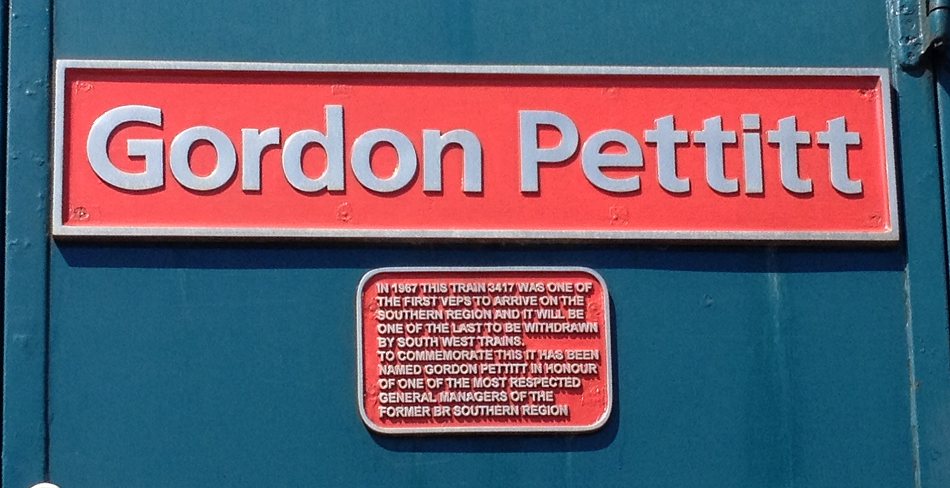 Gordon Pettitt
IN 1967 THIS TRAIN 3417 WAS ONE OF
THE FIRST VEPS TO ARRIVE ON THE
SOUTHERN REGION AND IT WILL BE
ONE OF THE LAST TO BE WITHDRAWN
BY SOUTH WEST TRAINS.
TO COMMEMORATE THIS IT HAS BEEN
NAMED GORDON PETTITT IN HONOUR
OF ONE OF THE MOST RESPECTED
GENERAL MANAGERS OF THE
FORMER BR SOUTHERN REGION